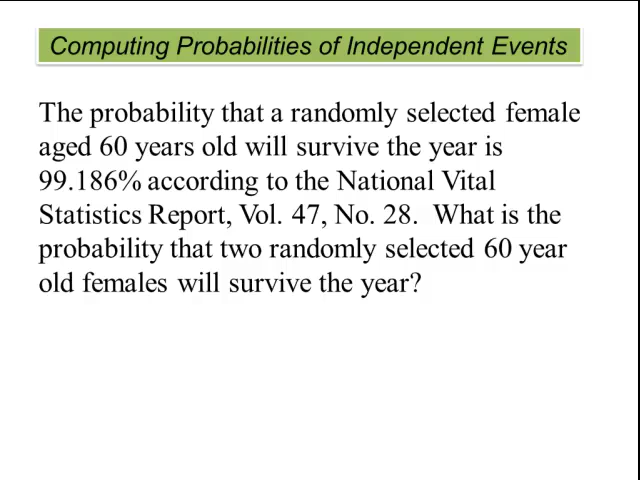 Computing Probabilities of Independent Events
The probability that a randomly selected female
aged 60 years old will survive the year is
99.186% according to the National Vital
Statistics Report, Vol. 47, No. 28.  What is the
probability that two randomly selected 60 year
old females will survive the year?